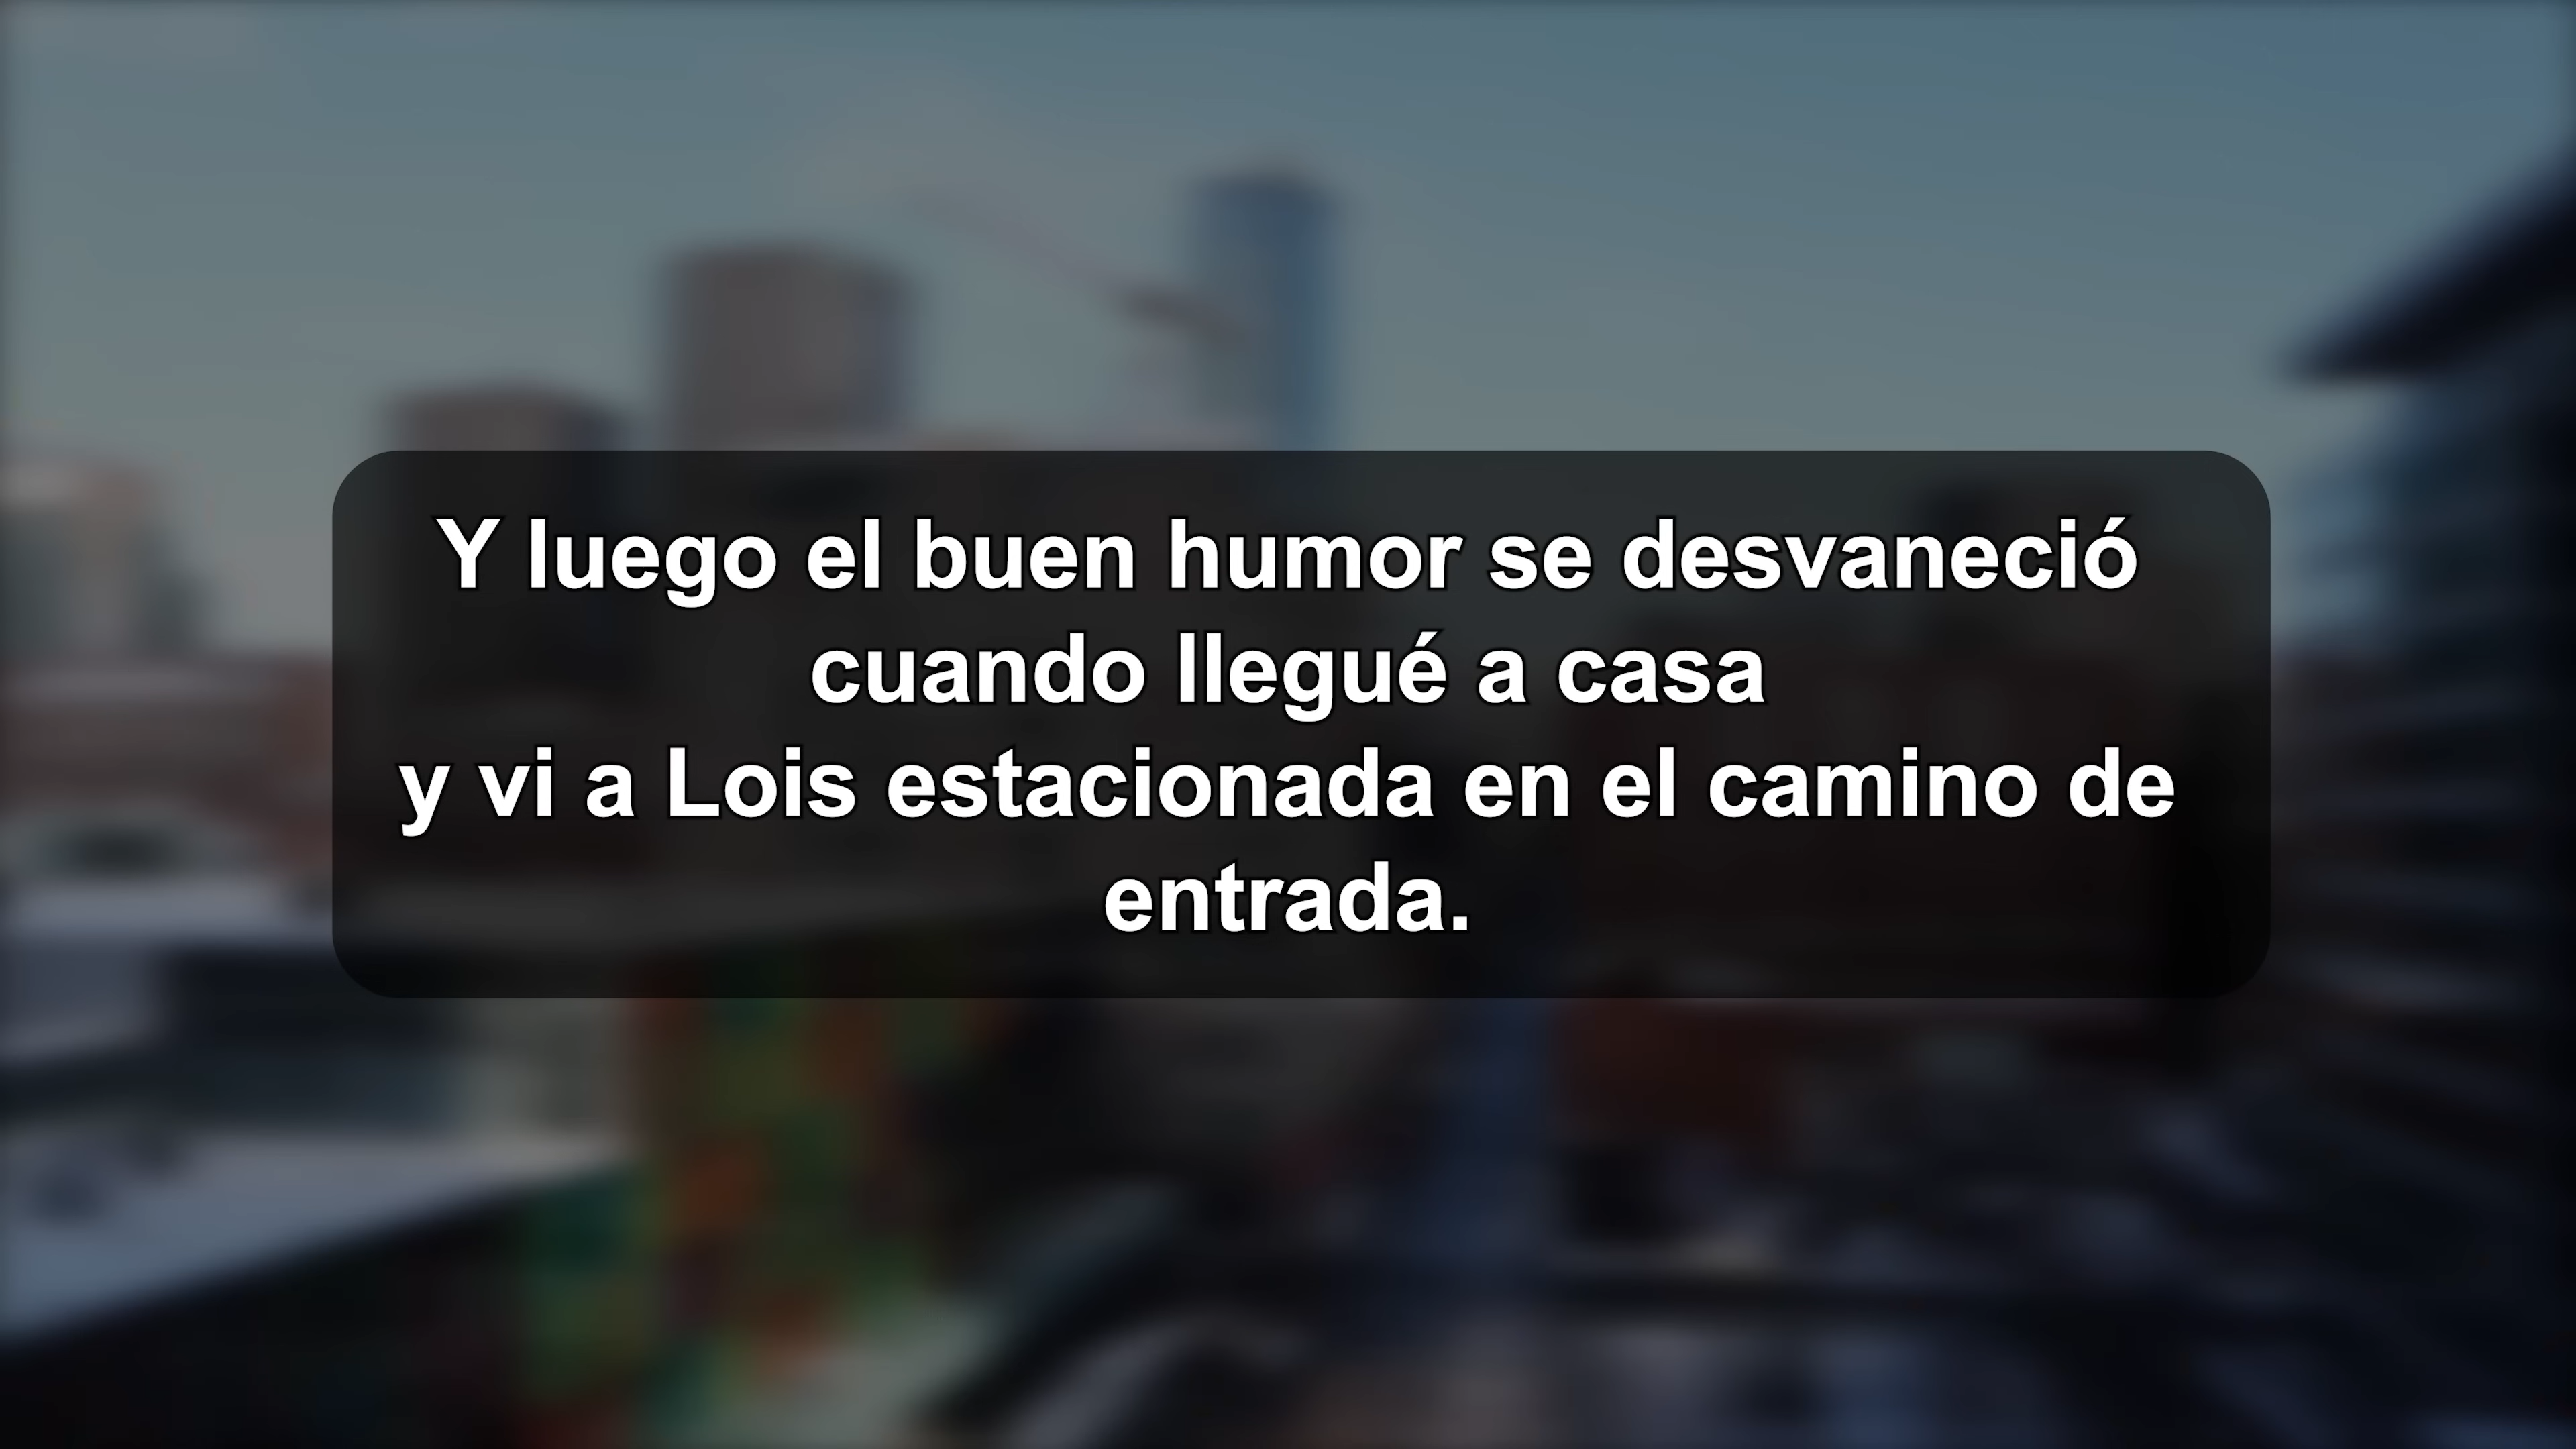 Y luego el buen humor se desvaneció
cuando llegué a casa
y vi a Lois estacionada en el camino de
entrada.